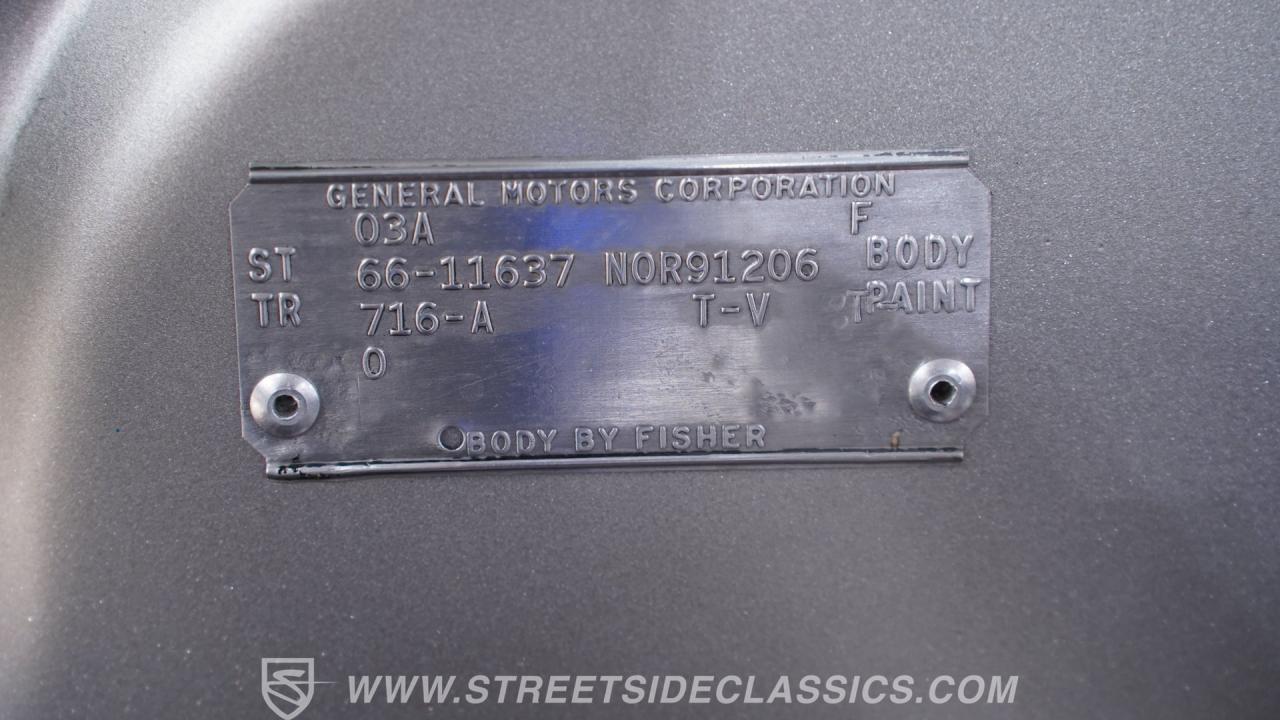 GENERAL MOTORS CORPORATION
03A F
ST 66-11637 NOR91206 BODY
TR 716-A T-V T- PAINT
0
BODY BY FISHER
WWW.STREETSIDECLASSICS.COM